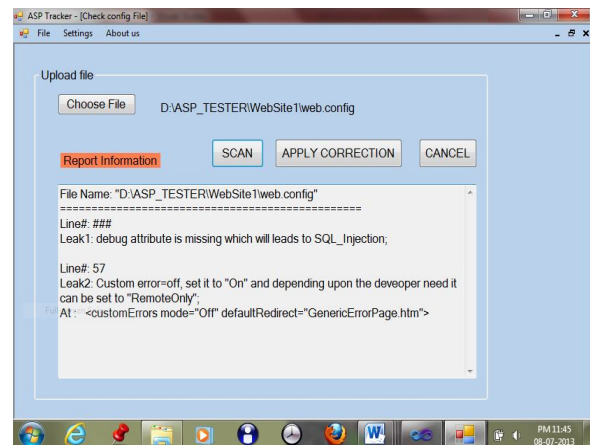 ASP Tracker - [Check config File]
File Settings About us
Upload file
Choose File D:\ASP_TESTER\WebSite1\web.config
SCAN APPLY CORRECTION CANCEL
Report Information
File Name: "D:\ASP_TESTER\WebSite1\web.config"
================================================
Line#: ###
Leak1: debug attribute is missing which will leads to SQL_Injection;
Line#: 57
Leak2: Custom error=off, set it to "On" and depending upon the deveoper need it
can be set to "RemoteOnly";
At : <customErrors mode="Off" defaultRedirect="GenericErrorPage.htm">
PM 11:45
08-07-2013